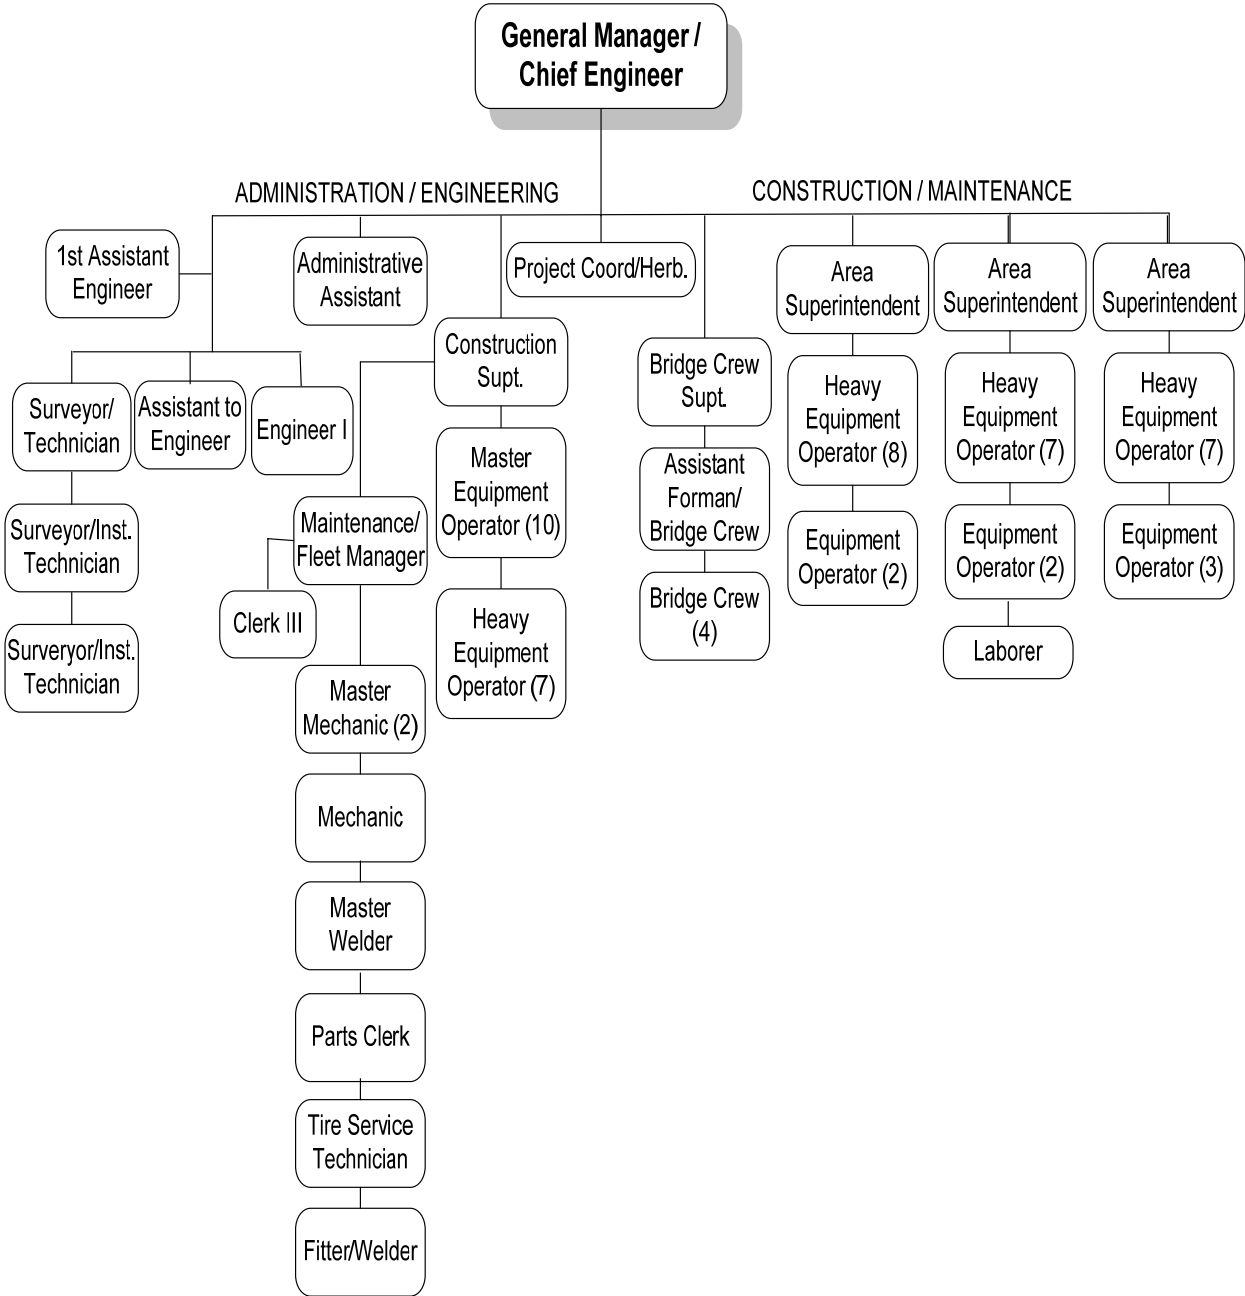 General Manager /
Chief Engineer
ADMINISTRATION / ENGINEERING
CONSTRUCTION / MAINTENANCE
1st Assistant
Engineer
Administrative
Assistant
Project Coord/Herb.
Area
Superintendent
Area
Superintendent
Area
Superintendent
Construction
Supt.
Bridge Crew
Supt.
Surveyor/
Technician
Assistant to
Engineer
Engineer I
Heavy
Equipment
Operator (8)
Heavy
Equipment
Operator (7)
Heavy
Equipment
Operator (7)
Master
Equipment
Operator (10)
Assistant
Forman/
Bridge Crew
Surveyor/Inst.
Technician
Maintenance/
Fleet Manager
Equipment
Operator (2)
Equipment
Operator (2)
Equipment
Operator (3)
Clerk III
Heavy
Equipment
Operator (7)
Bridge Crew
(4)
Surveryor/Inst.
Technician
Laborer
Master
Mechanic (2)
Mechanic
Master
Welder
Parts Clerk
Tire Service
Technician
Fitter/Welder